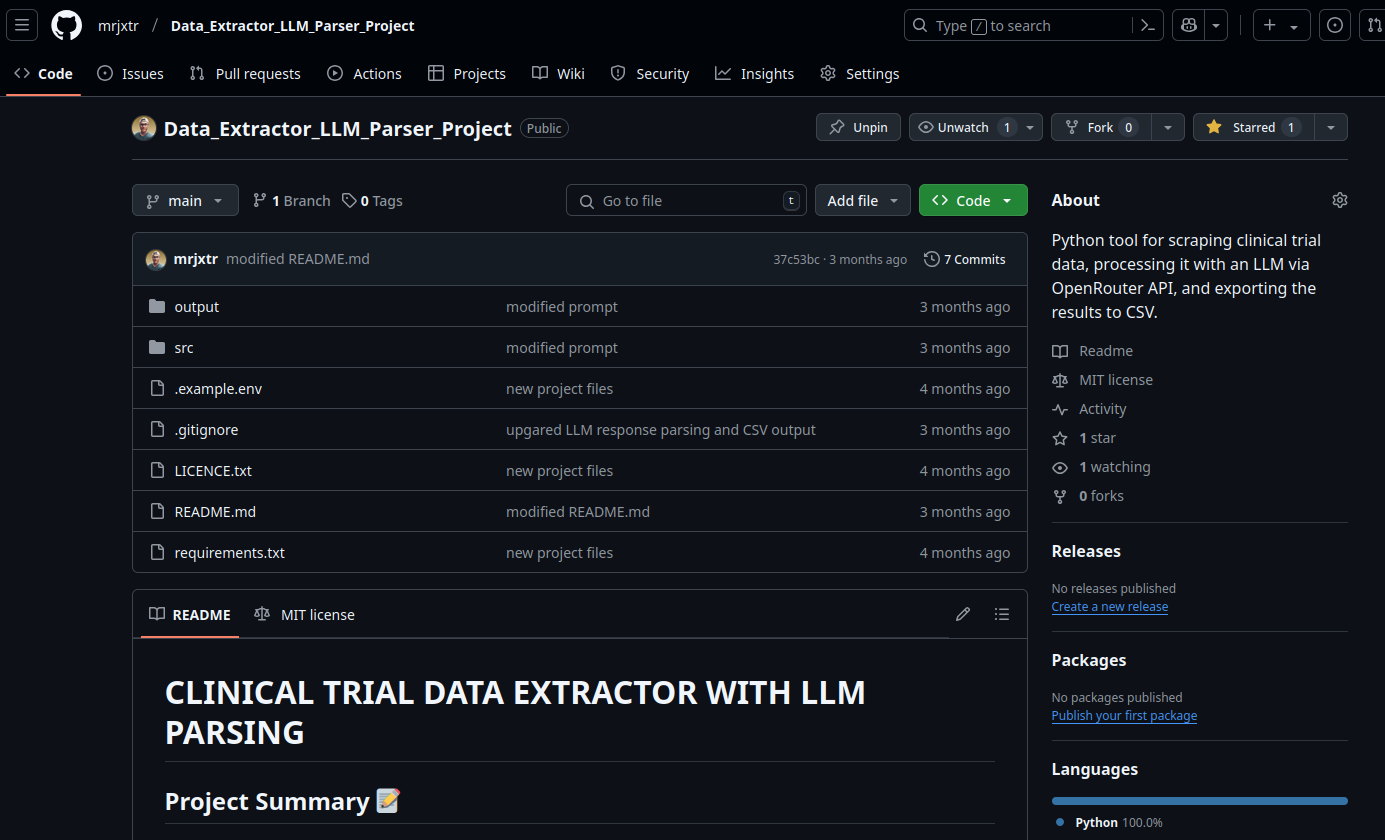 mrjxtr / Data_Extractor_LLM_Parser_Project
Type / to search
Code Issues Pull requests Actions Projects Wiki Security Insights Settings
Data_Extractor_LLM_Parser_Project Public
Unpin Unwatch 1 Fork 0 Starred 1
main 1 Branch 0 Tags Go to file t Add file Code
mrjxtr modified README.md 37c53bc · 3 months ago 7 Commits
output modified prompt 3 months ago
src modified prompt 3 months ago
.example.env new project files 4 months ago
.gitignore upgared LLM response parsing and CSV output 3 months ago
LICENCE.txt new project files 4 months ago
README.md modified README.md 3 months ago
requirements.txt new project files 4 months ago
README MIT license
CLINICAL TRIAL DATA EXTRACTOR WITH LLM
PARSING
Project Summary 📝
About
Python tool for scraping clinical trial
data, processing it with an LLM via
OpenRouter API, and exporting the
results to CSV.
Readme
MIT license
Activity
1 star
1 watching
0 forks
Releases
No releases published
Create a new release
Packages
No packages published
Publish your first package
Languages
Python 100.0%